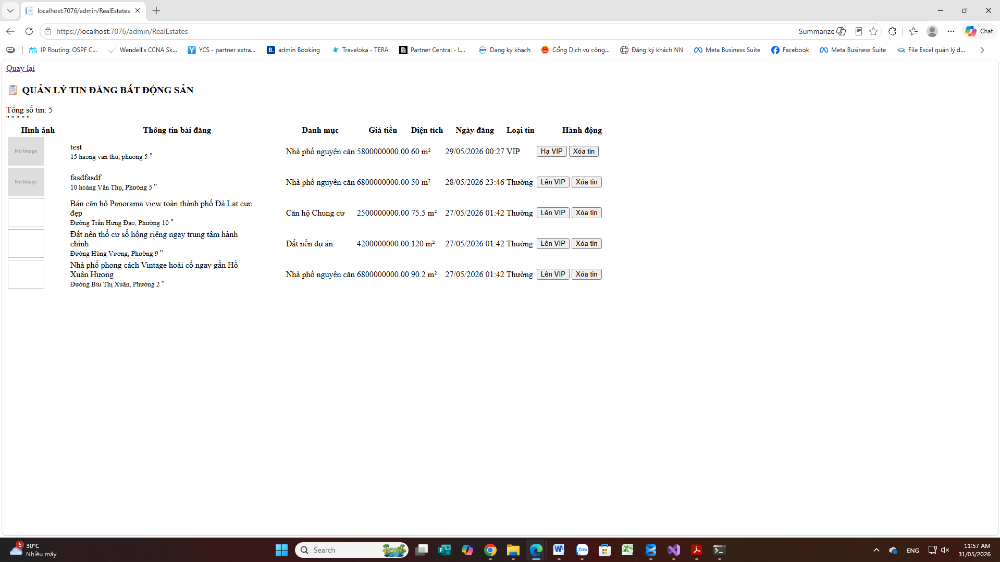 localhost:7076/admin/RealEstates
https://localhost:7076/admin/RealEstates
Summarize
Chat
IP Routing: OSPF C...
Wendell's CCNA Sk...
YCS - partner extra...
admin Booking
Traveloka - TERA
Partner Central - L...
Dang ky khach
Cổng Dịch vụ công...
Đăng ký khách NN
Meta Business Suite
Facebook
Meta Business Suite
File Excel quản lý d...
Quay lại
QUẢN LÝ TIN ĐĂNG BẤT ĐỘNG SẢN
Tổng số tin: 5
" " " " "
Hình ảnh Thông tin bài đăng Danh mục Giá tiền Diện tích Ngày đăng Loại tin Hành động
No Image
test
15 haong van thu, phuong 5 "
Nhà phố nguyên căn 5800000000.00 60 m² 29/05/2026 00:27 VIP Hạ VIP Xóa tin
No Image
fasdfasdf
10 hoàng Văn Thụ, Phường 5 "
Nhà phố nguyên căn 6800000000.00 50 m² 28/05/2026 23:46 Thường Lên VIP Xóa tin
Bán căn hộ Panorama view toàn thành phố Đà Lạt cực
đẹp
Đường Trần Hưng Đạo, Phường 10 "
Căn hộ Chung cư 2500000000.00 75.5 m² 27/05/2026 01:42 Thường Lên VIP Xóa tin
Đất nền thổ cư sổ hồng riêng ngay trung tâm hành
chính
Đường Hùng Vương, Phường 9 "
Đất nền dự án 4200000000.00 120 m² 27/05/2026 01:42 Thường Lên VIP Xóa tin
Nhà phố phong cách Vintage hoài cổ ngay gần Hồ
Xuân Hương
Đường Bùi Thị Xuân, Phường 2 "
Nhà phố nguyên căn 6800000000.00 90.2 m² 27/05/2026 01:42 Thường Lên VIP Xóa tin
5
30°C
Nhiều mây
Search
Zalo
ENG
11:57 AM
31/05/2026